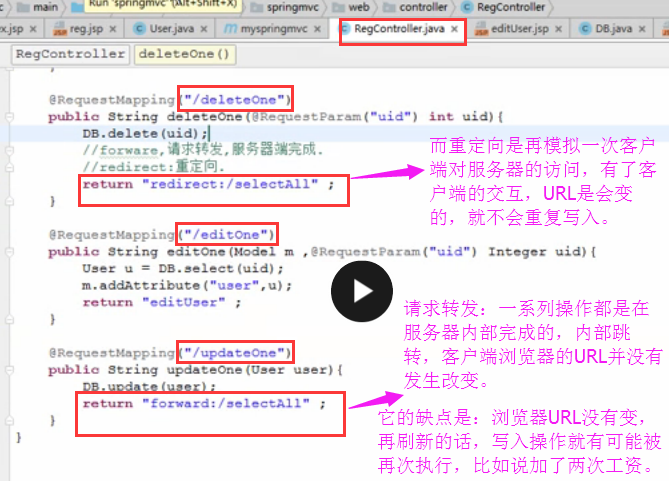 Run 'springmvc' (Alt+Shift+X)
main
springmvc
web
controller
RegController
ex.jsp
reg.jsp
User.java
myspringmvc
RegController.java
editUser.jsp
DB.java
RegController
deleteOne()
@RequestMapping("/deleteOne")
public String deleteOne(@RequestParam("uid") int uid){
DB.delete(uid);
//forware,请求转发,服务器端完成.
//redirect:重定向.
return "redirect:/selectAll" ;
}
而重定向是再模拟一次客户
端对服务器的访问，有了客
户端的交互，URL是会变
的，就不会重复写入。
@RequestMapping("/editOne")
public String editOne(Model m ,@RequestParam("uid") Integer uid){
User u = DB.select(uid);
m.addAttribute("user",u);
return "editUser" ;
}
请求转发：一系列操作都是在
服务器内部完成的，内部跳
转，客户端浏览器的URL并没有
发生改变。
@RequestMapping("/updateOne")
public String updateOne(User user){
DB.update(user);
return "forward:/selectAll" ;
}
}
它的缺点是：浏览器URL没有变，
再刷新的话，写入操作就有可能被
再次执行，比如说加了两次工资。